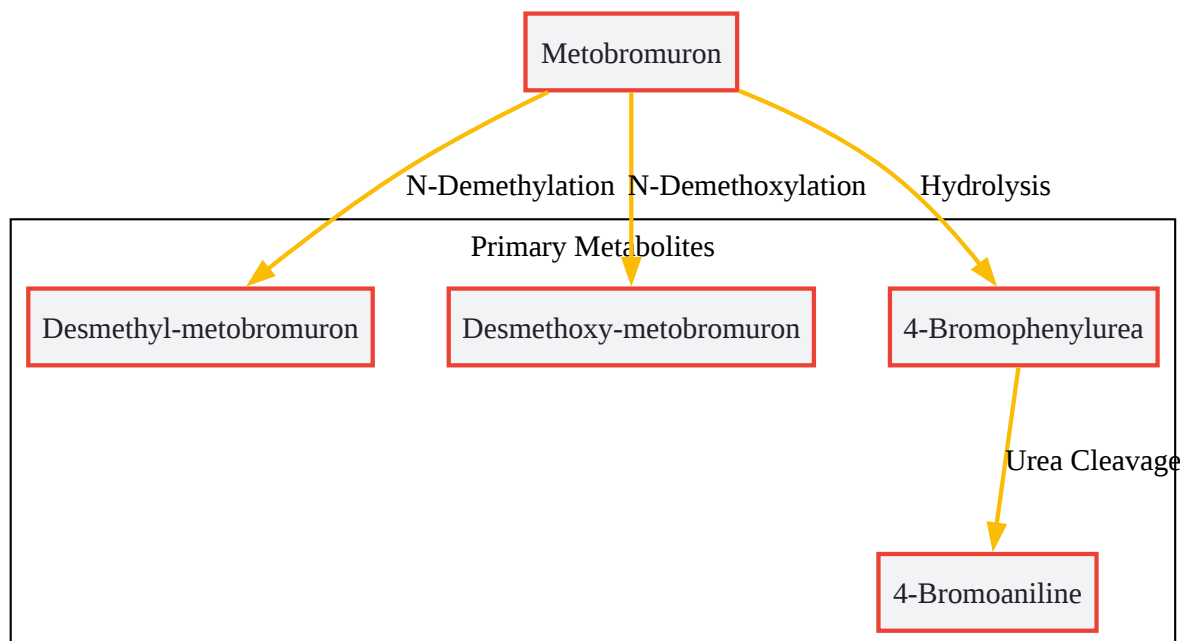 Metobromuron
N-Demethylation
N-Demethoxylation
Hydrolysis
Primary Metabolites
Desmethyl-metobromuron
Desmethoxy-metobromuron
4-Bromophenylurea
Urea Cleavage
4-Bromoaniline